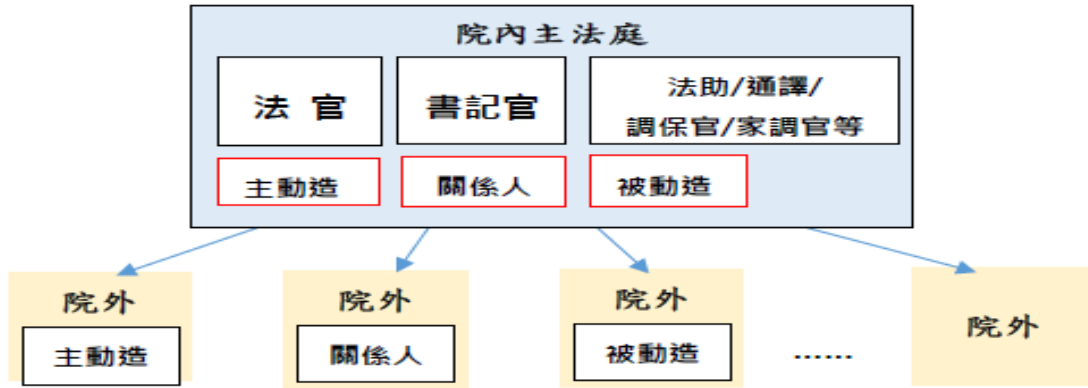 院內主法庭
法 官
書記官
法助/通譯/
調保官/家調官等
主動造
關係人
被動造
院外
主動造
院外
關係人
院外
被動造
......
院外